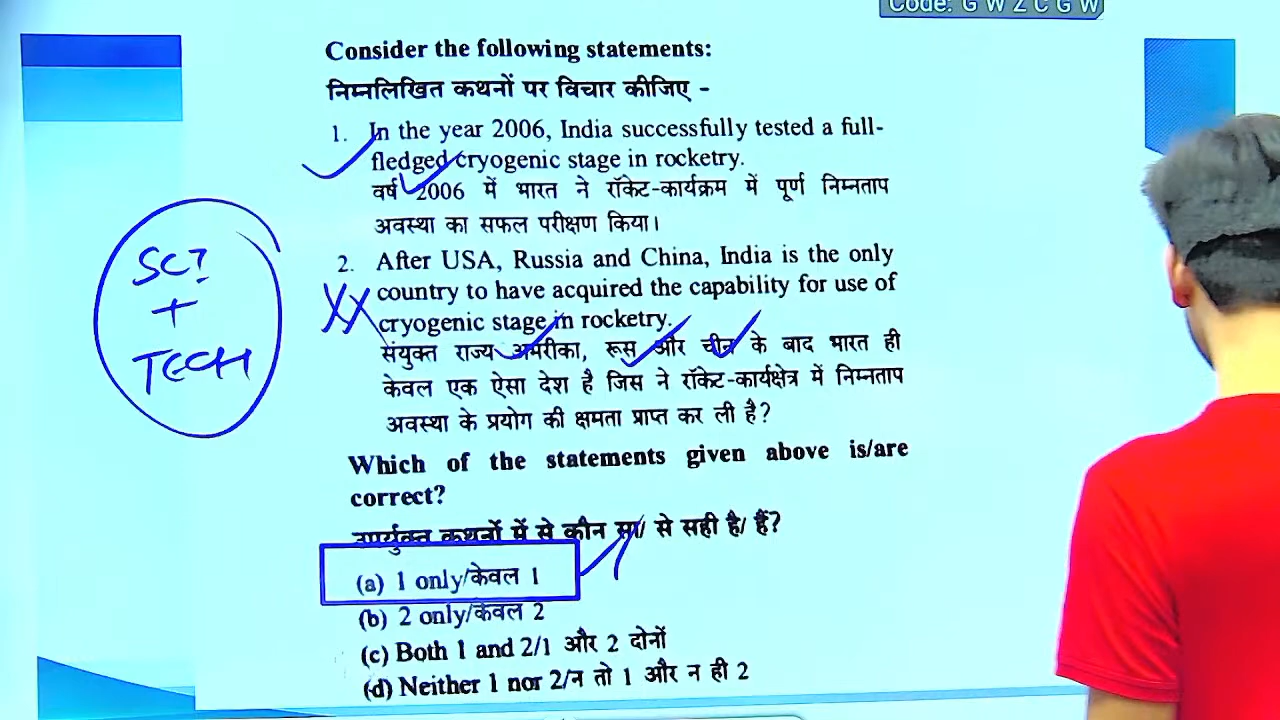 Code: G W Z C G W
Consider the following statements:
निम्नलिखित कथनों पर विचार कीजिए -
1. In the year 2006, India successfully tested a full-
fledged cryogenic stage in rocketry.
वर्ष 2006 में भारत ने रॉकेट-कार्यक्रम में पूर्ण निम्नताप
अवस्था का सफल परीक्षण किया।
2. After USA, Russia and China, India is the only
country to have acquired the capability for use of
cryogenic stage in rocketry.
संयुक्त राज्य अमरीका, रूस और चीन के बाद भारत ही
केवल एक ऐसा देश है जिस ने रॉकेट-कार्यक्षेत्र में निम्नताप
अवस्था के प्रयोग की क्षमता प्राप्त कर ली है?
Which of the statements given above is/are
correct?
उपर्युक्त कथनों में से कौन सा/ से सही है/ हैं?
(a) 1 only/केवल 1
(b) 2 only/केवल 2
(c) Both 1 and 2/1 और 2 दोनों
(d) Neither 1 nor 2/न तो 1 और न ही 2
+
TECH